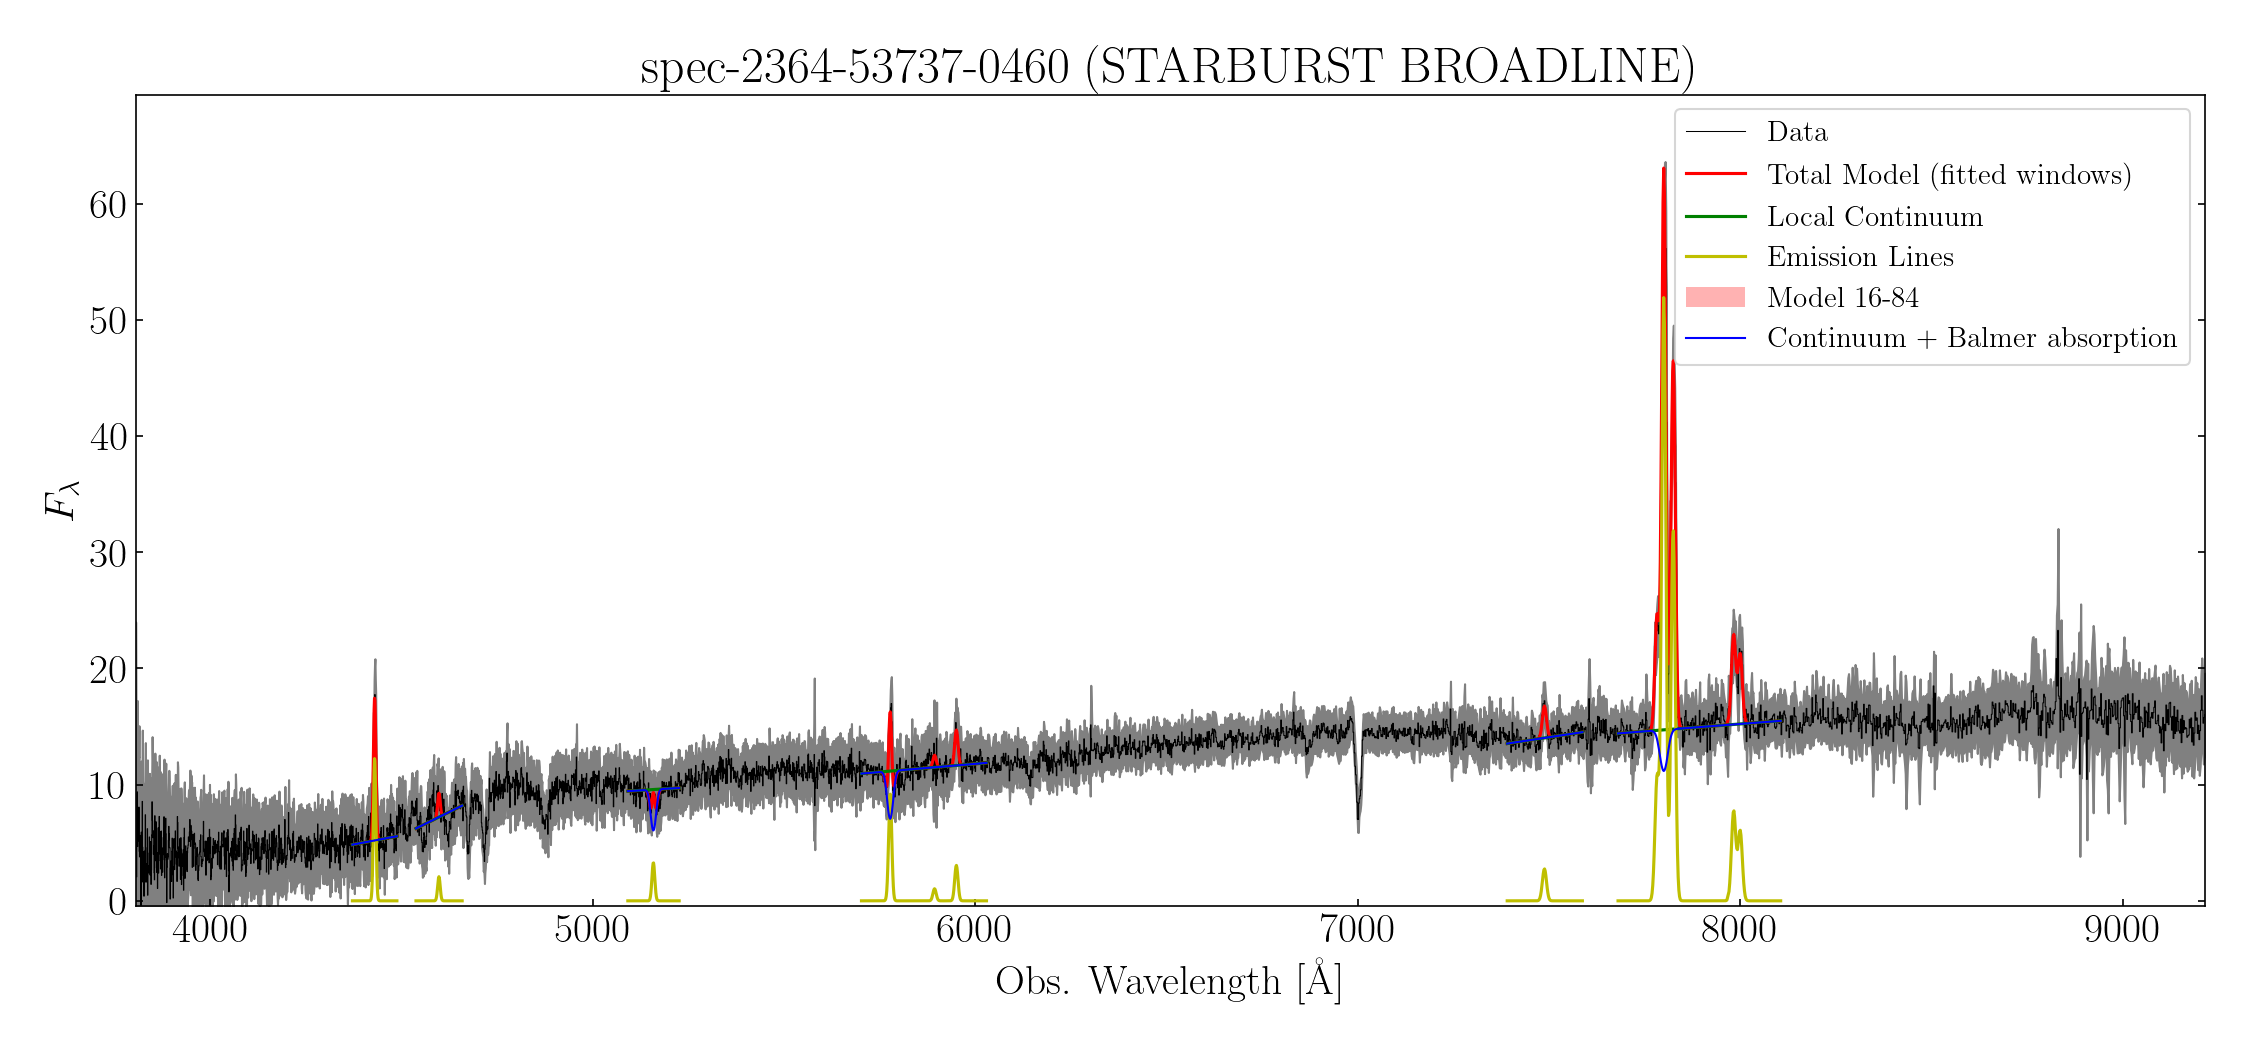 spec-2364-53737-0460 (STARBURST BROADLINE)
Data
Total Model (fitted windows)
Local Continuum
Emission Lines
Model 16-84
Continuum + Balmer absorption
60
50
40
30
20
10
0
Fλ
4000 5000 6000 7000 8000 9000
Obs. Wavelength [Å]